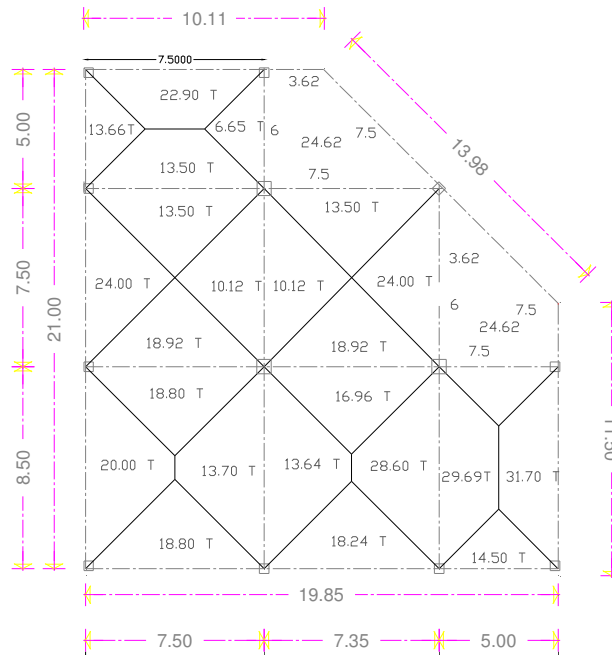 10.11
7.5000
3.62
22.90 T
13.66T
6.65 T
6
24.62
7.5
7.5
13.98
5.00
13.50 T
13.50 T
13.50 T
3.62
7.50
21.00
24.00 T
10.12 T
10.12 T
24.00 T
6
7.5
24.62
7.5
18.92 T
18.92 T
18.80 T
16.96 T
11.50
8.50
20.00 T
13.70 T
13.64 T
28.60 T
29.69T
31.70 T
18.80 T
18.24 T
14.50 T
19.85
7.50
7.35
5.00